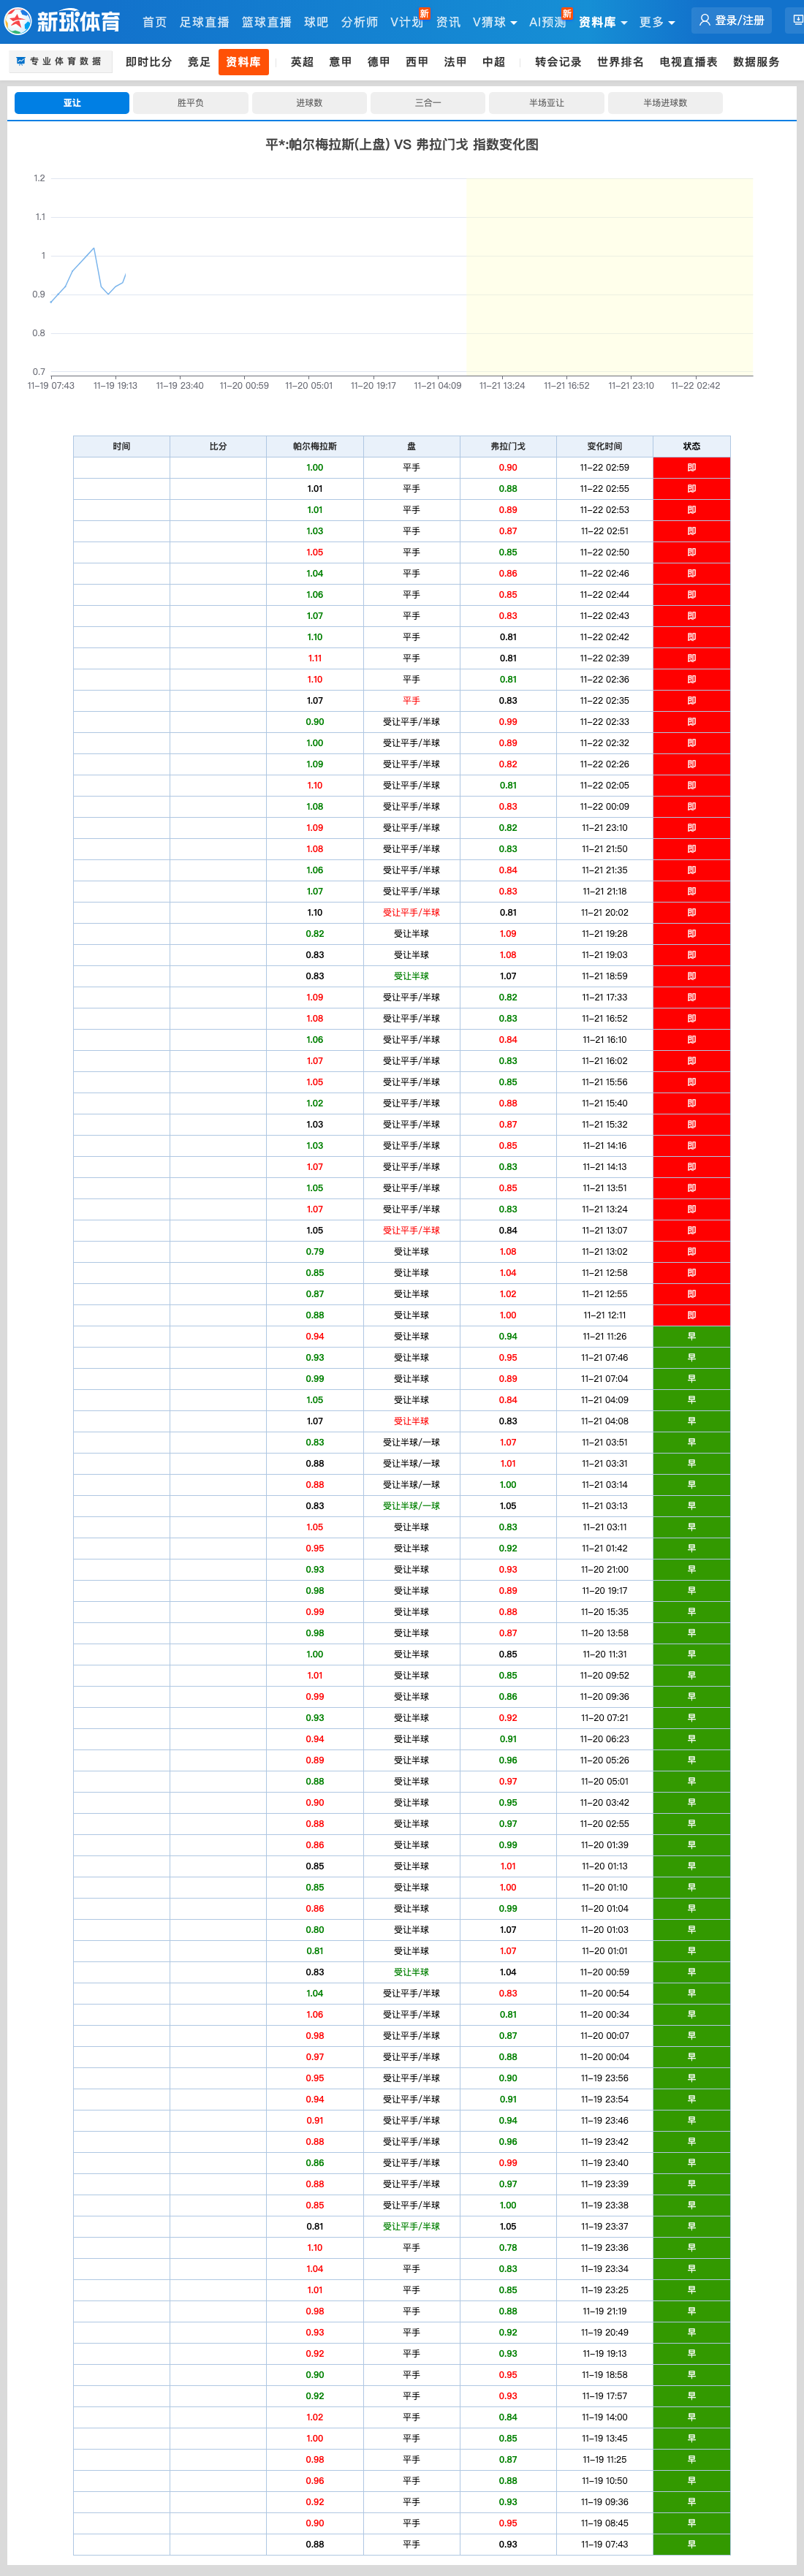 新球体育 首页 足球直播 篮球直播 球吧 分析师 V计划 新 资讯 V猜球 AI预测 新 资料库 更多 登录/注册
专业体育数据 即时比分 竞足 资料库 英超 意甲 德甲 西甲 法甲 中超 转会记录 世界排名 电视直播表 数据服务
亚让 胜平负 进球数 三合一 半场亚让 半场进球数
平*:帕尔梅拉斯(上盘) VS 弗拉门戈 指数变化图
1.2
1.1
1
0.9
0.8
0.7
11-19 07:43 11-19 19:13 11-19 23:40 11-20 00:59 11-20 05:01 11-20 19:17 11-21 04:09 11-21 13:24 11-21 16:52 11-21 23:10 11-22 02:42
时间 比分 帕尔梅拉斯 盘 弗拉门戈 变化时间 状态
1.00 平手 0.90 11-22 02:59 即
1.01 平手 0.88 11-22 02:55 即
1.01 平手 0.89 11-22 02:53 即
1.03 平手 0.87 11-22 02:51 即
1.05 平手 0.85 11-22 02:50 即
1.04 平手 0.86 11-22 02:46 即
1.06 平手 0.85 11-22 02:44 即
1.07 平手 0.83 11-22 02:43 即
1.10 平手 0.81 11-22 02:42 即
1.11 平手 0.81 11-22 02:39 即
1.10 平手 0.81 11-22 02:36 即
1.07 平手 0.83 11-22 02:35 即
0.90 受让平手/半球 0.99 11-22 02:33 即
1.00 受让平手/半球 0.89 11-22 02:32 即
1.09 受让平手/半球 0.82 11-22 02:26 即
1.10 受让平手/半球 0.81 11-22 02:05 即
1.08 受让平手/半球 0.83 11-22 00:09 即
1.09 受让平手/半球 0.82 11-21 23:10 即
1.08 受让平手/半球 0.83 11-21 21:50 即
1.06 受让平手/半球 0.84 11-21 21:35 即
1.07 受让平手/半球 0.83 11-21 21:18 即
1.10 受让平手/半球 0.81 11-21 20:02 即
0.82 受让半球 1.09 11-21 19:28 即
0.83 受让半球 1.08 11-21 19:03 即
0.83 受让半球 1.07 11-21 18:59 即
1.09 受让平手/半球 0.82 11-21 17:33 即
1.08 受让平手/半球 0.83 11-21 16:52 即
1.06 受让平手/半球 0.84 11-21 16:10 即
1.07 受让平手/半球 0.83 11-21 16:02 即
1.05 受让平手/半球 0.85 11-21 15:56 即
1.02 受让平手/半球 0.88 11-21 15:40 即
1.03 受让平手/半球 0.87 11-21 15:32 即
1.03 受让平手/半球 0.85 11-21 14:16 即
1.07 受让平手/半球 0.83 11-21 14:13 即
1.05 受让平手/半球 0.85 11-21 13:51 即
1.07 受让平手/半球 0.83 11-21 13:24 即
1.05 受让平手/半球 0.84 11-21 13:07 即
0.79 受让半球 1.08 11-21 13:02 即
0.85 受让半球 1.04 11-21 12:58 即
0.87 受让半球 1.02 11-21 12:55 即
0.88 受让半球 1.00 11-21 12:11 即
0.94 受让半球 0.94 11-21 11:26 早
0.93 受让半球 0.95 11-21 07:46 早
0.99 受让半球 0.89 11-21 07:04 早
1.05 受让半球 0.84 11-21 04:09 早
1.07 受让半球 0.83 11-21 04:08 早
0.83 受让半球/一球 1.07 11-21 03:51 早
0.88 受让半球/一球 1.01 11-21 03:31 早
0.88 受让半球/一球 1.00 11-21 03:14 早
0.83 受让半球/一球 1.05 11-21 03:13 早
1.05 受让半球 0.83 11-21 03:11 早
0.95 受让半球 0.92 11-21 01:42 早
0.93 受让半球 0.93 11-20 21:00 早
0.98 受让半球 0.89 11-20 19:17 早
0.99 受让半球 0.88 11-20 15:35 早
0.98 受让半球 0.87 11-20 13:58 早
1.00 受让半球 0.85 11-20 11:31 早
1.01 受让半球 0.85 11-20 09:52 早
0.99 受让半球 0.86 11-20 09:36 早
0.93 受让半球 0.92 11-20 07:21 早
0.94 受让半球 0.91 11-20 06:23 早
0.89 受让半球 0.96 11-20 05:26 早
0.88 受让半球 0.97 11-20 05:01 早
0.90 受让半球 0.95 11-20 03:42 早
0.88 受让半球 0.97 11-20 02:55 早
0.86 受让半球 0.99 11-20 01:39 早
0.85 受让半球 1.01 11-20 01:13 早
0.85 受让半球 1.00 11-20 01:10 早
0.86 受让半球 0.99 11-20 01:04 早
0.80 受让半球 1.07 11-20 01:03 早
0.81 受让半球 1.07 11-20 01:01 早
0.83 受让半球 1.04 11-20 00:59 早
1.04 受让平手/半球 0.83 11-20 00:54 早
1.06 受让平手/半球 0.81 11-20 00:34 早
0.98 受让平手/半球 0.87 11-20 00:07 早
0.97 受让平手/半球 0.88 11-20 00:04 早
0.95 受让平手/半球 0.90 11-19 23:56 早
0.94 受让平手/半球 0.91 11-19 23:54 早
0.91 受让平手/半球 0.94 11-19 23:46 早
0.88 受让平手/半球 0.96 11-19 23:42 早
0.86 受让平手/半球 0.99 11-19 23:40 早
0.88 受让平手/半球 0.97 11-19 23:39 早
0.85 受让平手/半球 1.00 11-19 23:38 早
0.81 受让平手/半球 1.05 11-19 23:37 早
1.10 平手 0.78 11-19 23:36 早
1.04 平手 0.83 11-19 23:34 早
1.01 平手 0.85 11-19 23:25 早
0.98 平手 0.88 11-19 21:19 早
0.93 平手 0.92 11-19 20:49 早
0.92 平手 0.93 11-19 19:13 早
0.90 平手 0.95 11-19 18:58 早
0.92 平手 0.93 11-19 17:57 早
1.02 平手 0.84 11-19 14:00 早
1.00 平手 0.85 11-19 13:45 早
0.98 平手 0.87 11-19 11:25 早
0.96 平手 0.88 11-19 10:50 早
0.92 平手 0.93 11-19 09:36 早
0.90 平手 0.95 11-19 08:45 早
0.88 平手 0.93 11-19 07:43 早